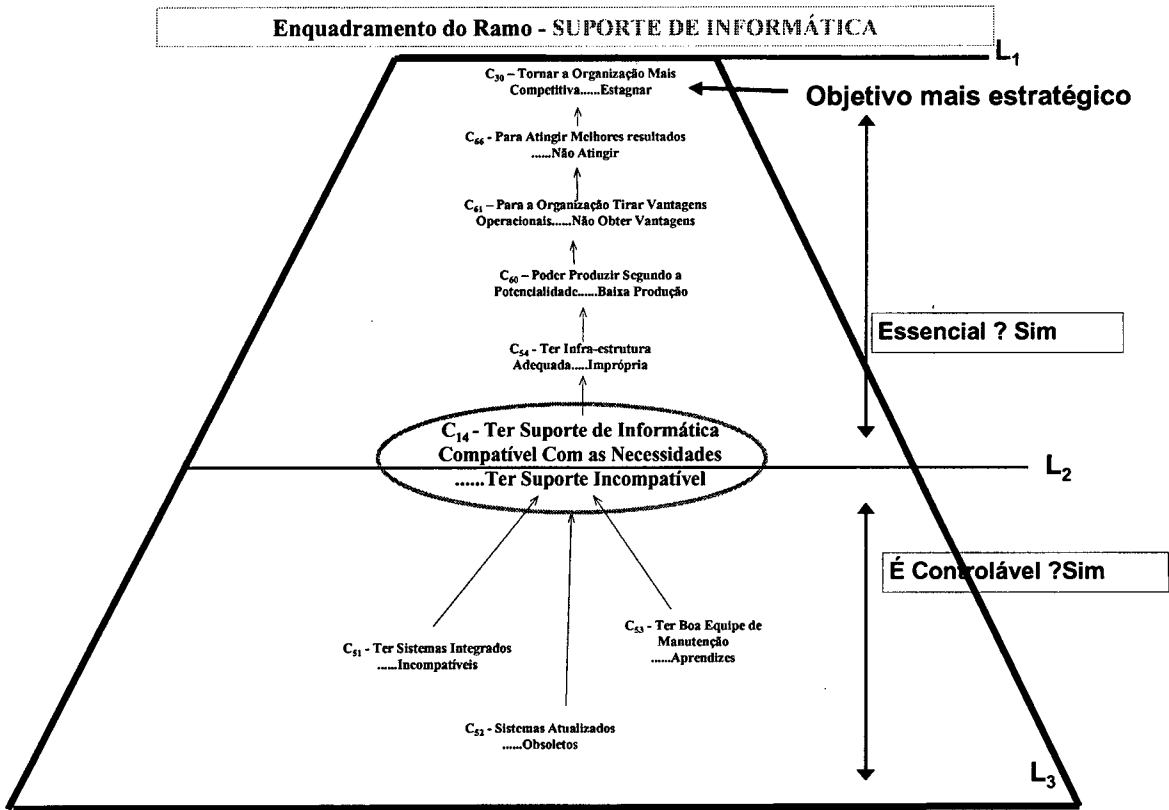 Enquadramento do Ramo - SUPORTE DE INFORMÁTICA
L1
C30 – Tornar a Organização Mais
Competitiva......Estagnar
Objetivo mais estratégico
C66 - Para Atingir Melhores resultados
......Não Atingir
C61 – Para a Organização Tirar Vantagens
Operacionais......Não Obter Vantagens
C60 – Poder Produzir Segundo a
Potencialidade......Baixa Produção
Essencial ? Sim
C54 - Ter Infra-estrutura
Adequada.....Imprópria
C14 - Ter Suporte de Informática
Compatível Com as Necessidades
......Ter Suporte Incompatível
L2
É Controlável ?Sim
C53 – Ter Boa Equipe de
Manutenção
......Aprendizes
C51 - Ter Sistemas Integrados
......Incompatíveis
C52 - Sistemas Atualizados
......Obsoletos
L3